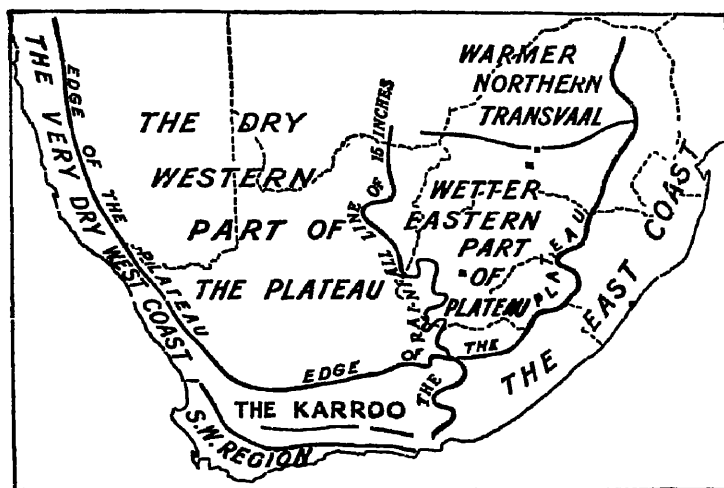 WARMER
NORTHERN
TRANSVAAL
THE DRY
WESTERN
PART OF
THE PLATEAU
WETTER
EASTERN
PART
OF
PLATEAU
THE VERY DRY WEST COAST
EDGE OF THE PLATEAU
THE LINE OF 15 INCHES
OF RAINFALL
EDGE OF THE PLATEAU
THE EAST COAST
THE KARROO
S.W. REGION